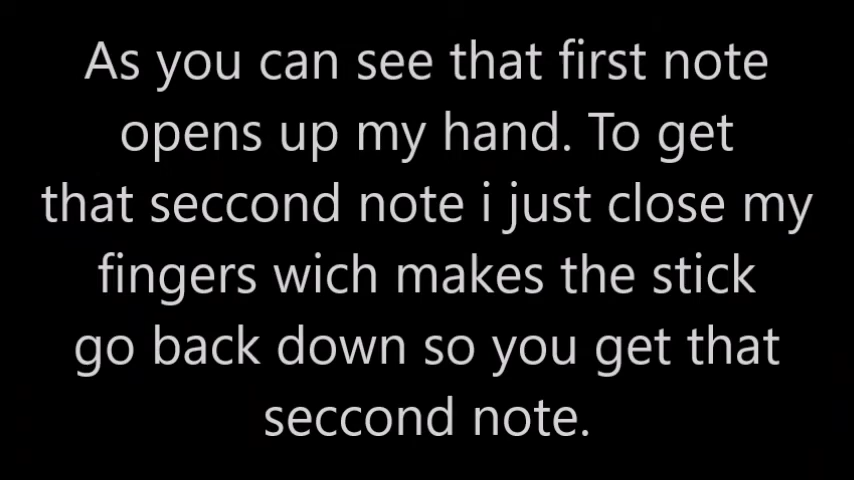 As you can see that first note
opens up my hand. To get
that seccond note i just close my
fingers wich makes the stick
go back down so you get that
seccond note.